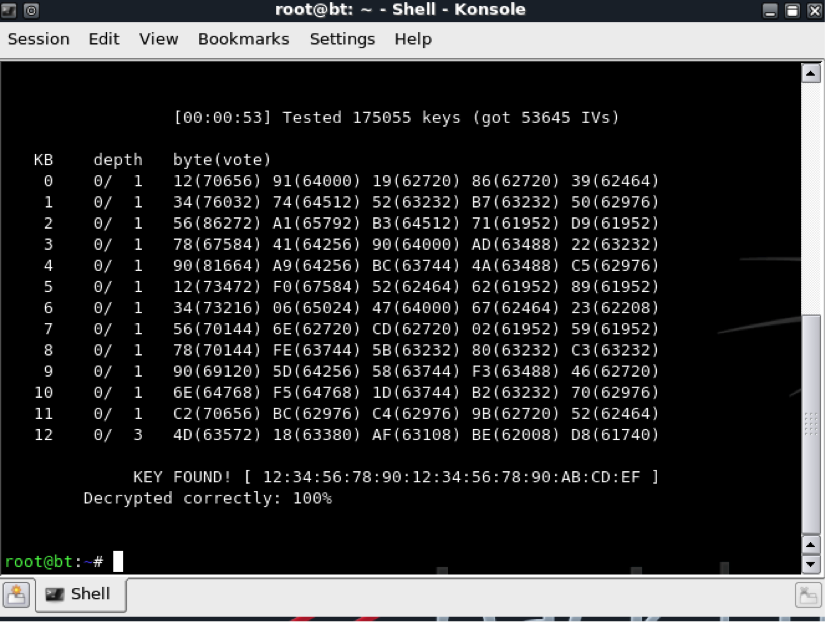 root@bt: ~ - Shell - Konsole
Session Edit View Bookmarks Settings Help
[00:00:53] Tested 175055 keys (got 53645 IVs)
KB depth byte(vote)
0 0/ 1 12(70656) 91(64000) 19(62720) 86(62720) 39(62464)
1 0/ 1 34(76032) 74(64512) 52(63232) B7(63232) 50(62976)
2 0/ 1 56(86272) A1(65792) B3(64512) 71(61952) D9(61952)
3 0/ 1 78(67584) 41(64256) 90(64000) AD(63488) 22(63232)
4 0/ 1 90(81664) A9(64256) BC(63744) 4A(63488) C5(62976)
5 0/ 1 12(73472) F0(67584) 52(62464) 62(61952) 89(61952)
6 0/ 1 34(73216) 06(65024) 47(64000) 67(62464) 23(62208)
7 0/ 1 56(70144) 6E(62720) CD(62720) 02(61952) 59(61952)
8 0/ 1 78(70144) FE(63744) 5B(63232) 80(63232) C3(63232)
9 0/ 1 90(69120) 5D(64256) 58(63744) F3(63488) 46(62720)
10 0/ 1 6E(64768) F5(64768) 1D(63744) B2(63232) 70(62976)
11 0/ 1 C2(70656) BC(62976) C4(62976) 9B(62720) 52(62464)
12 0/ 3 4D(63572) 18(63380) AF(63108) BE(62008) D8(61740)
KEY FOUND! [ 12:34:56:78:90:12:34:56:78:90:AB:CD:EF ]
Decrypted correctly: 100%
root@bt:~#
Shell